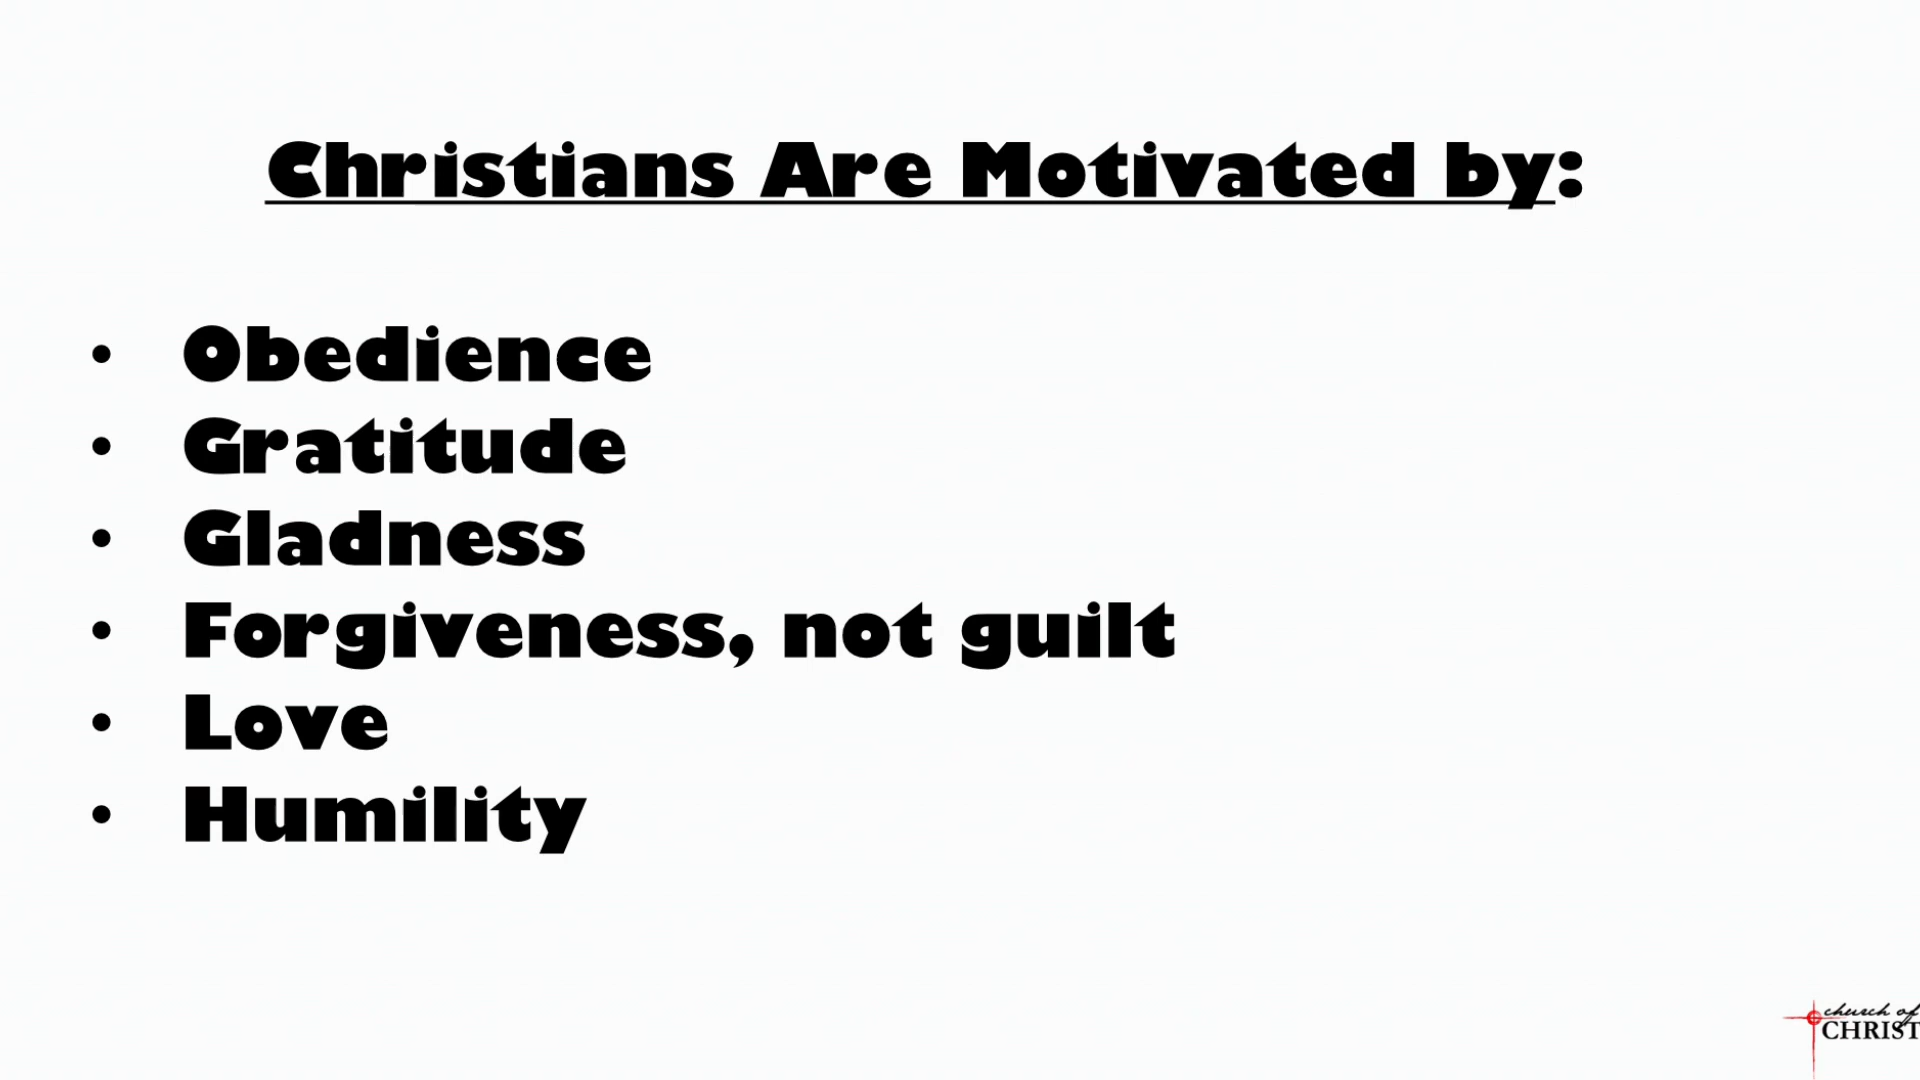 Christians Are Motivated by:
• Obedience
• Gratitude
• Gladness
• Forgiveness, not guilt
• Love
• Humility
church of
CHRIST